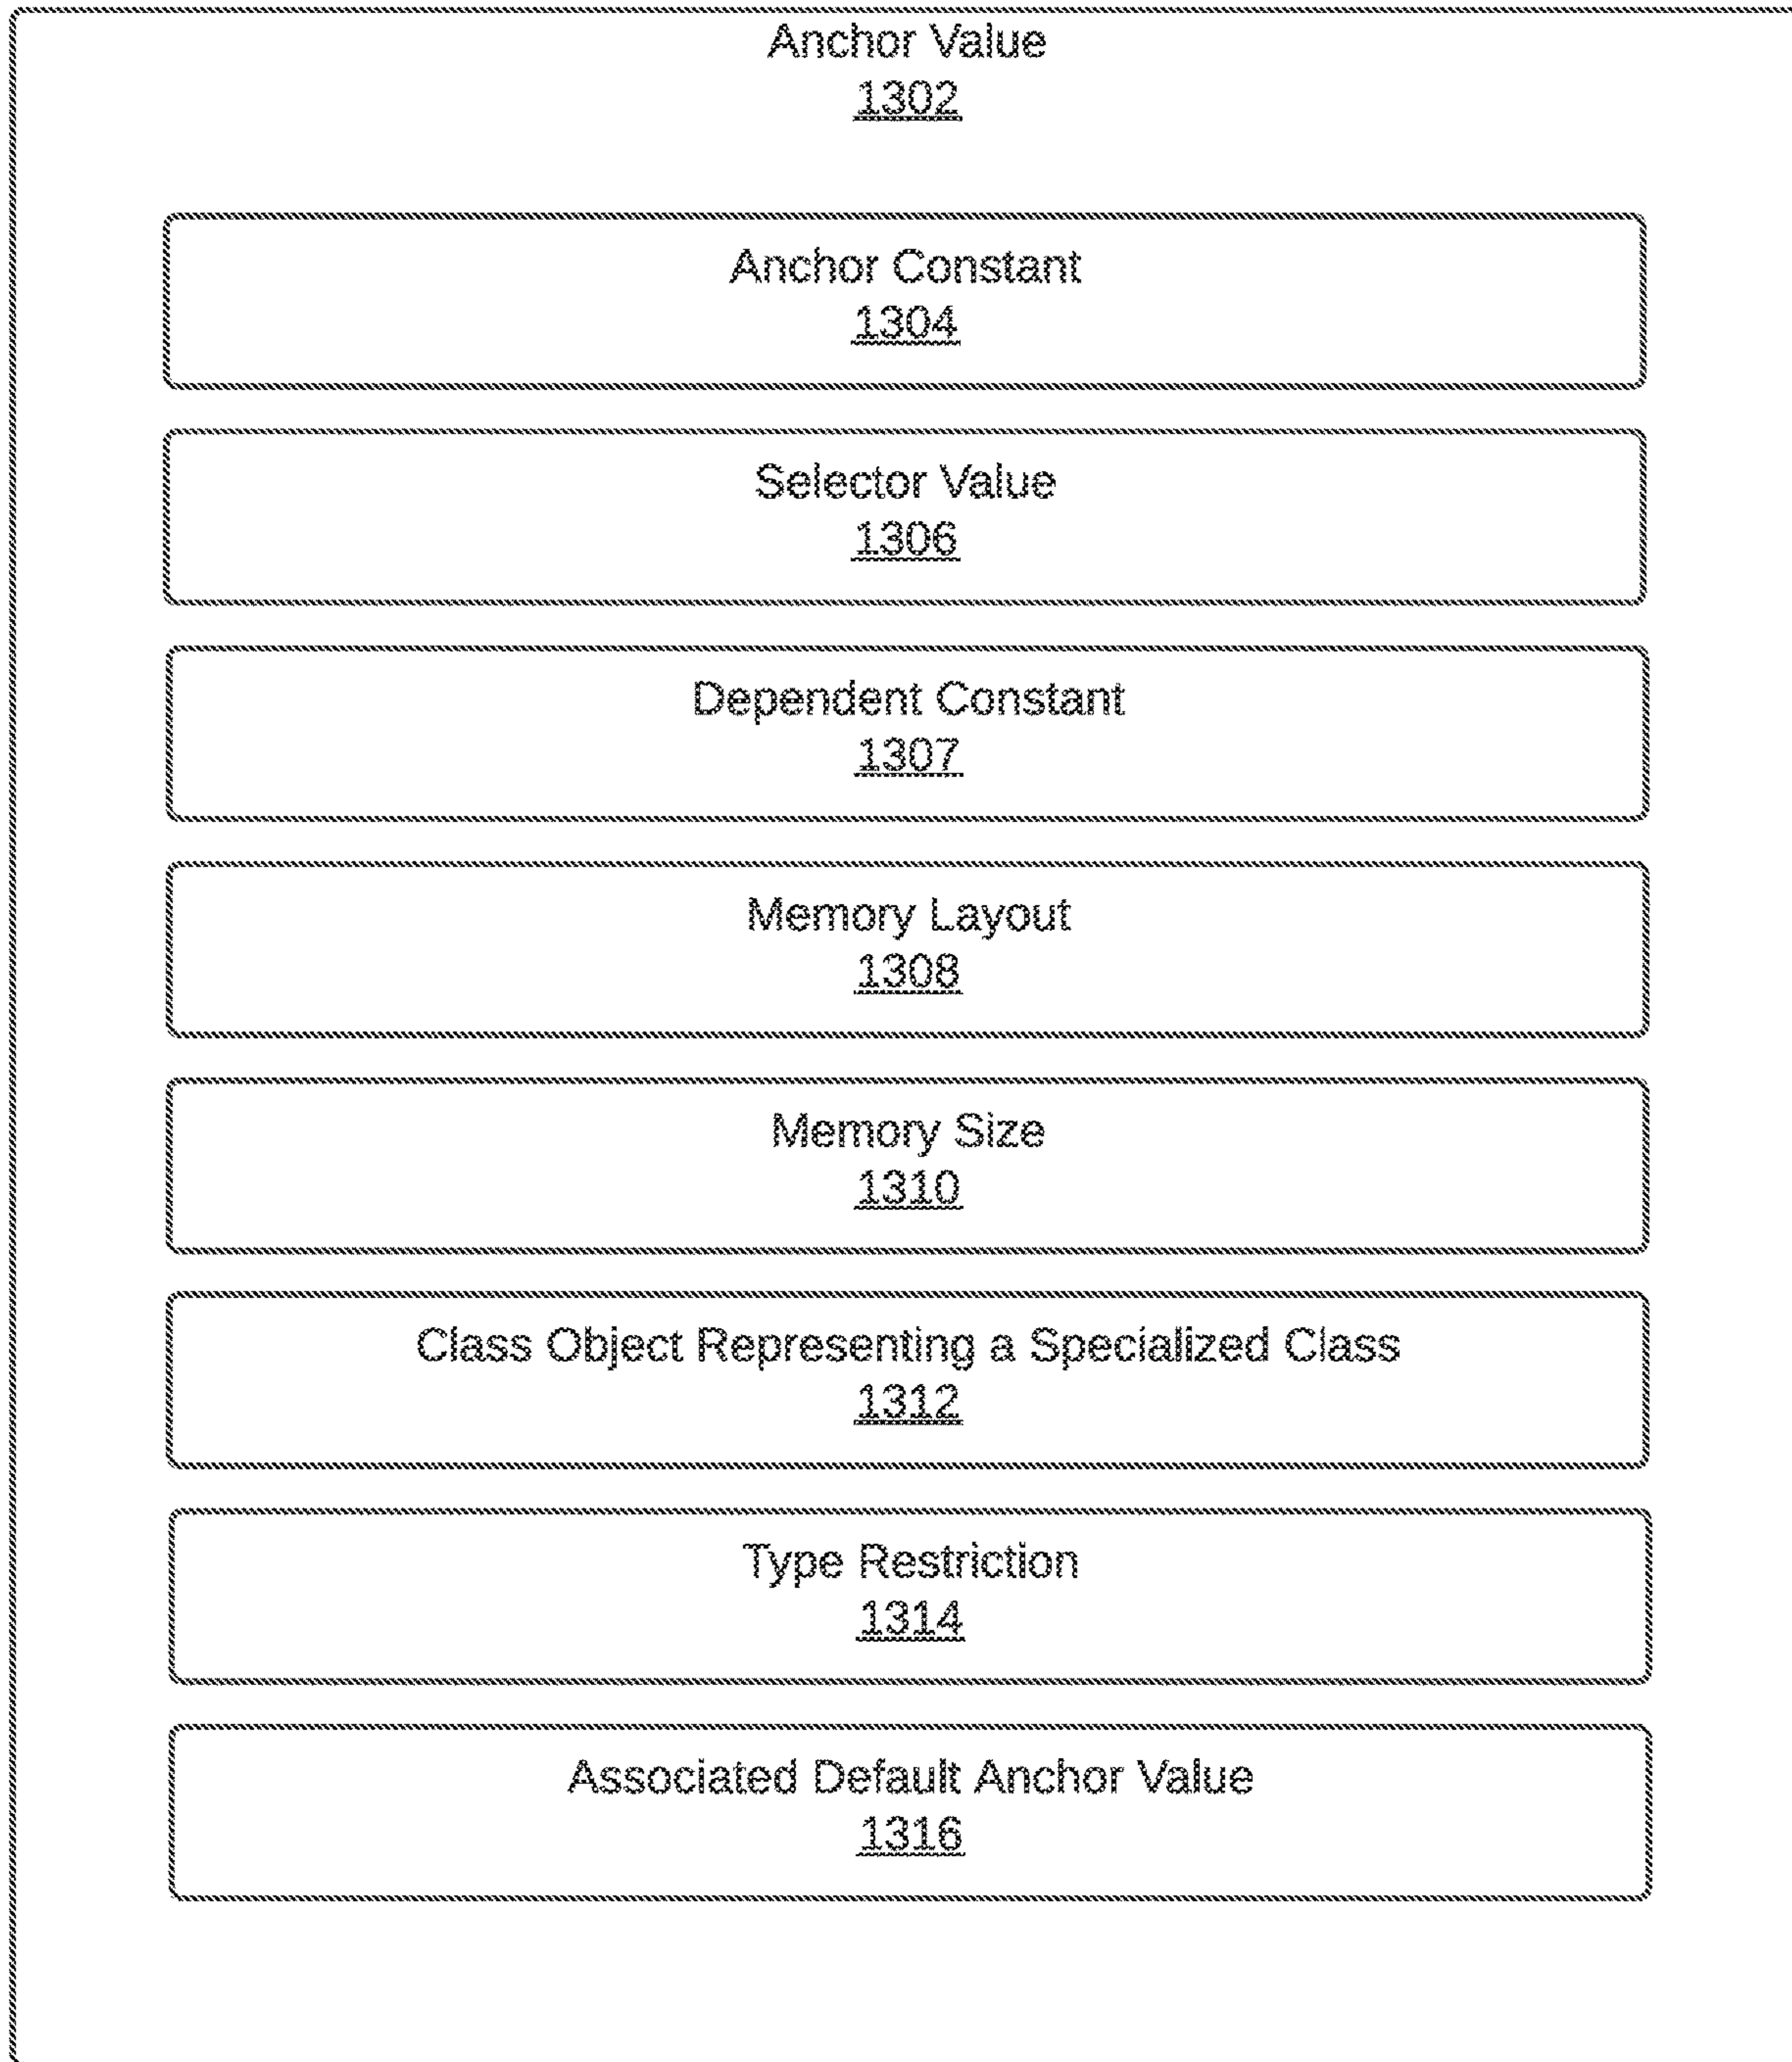 Anchor Value
1302
Anchor Constant
1304
Selector Value
1306
Dependent Constant
1307
Memory Layout
1308
Memory Size
1310
Class Object Representing a Specialized Class
1312
Type Restriction
1314
Associated Default Anchor Value
1316